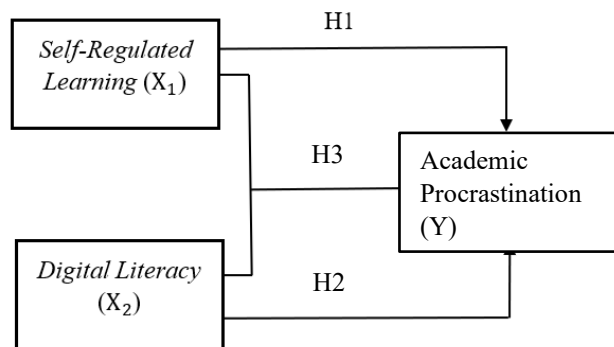 H1
Self-Regulated
Learning (X₁)
H3
Academic
Procrastination
(Y)
Digital Literacy
(X₂)
H2